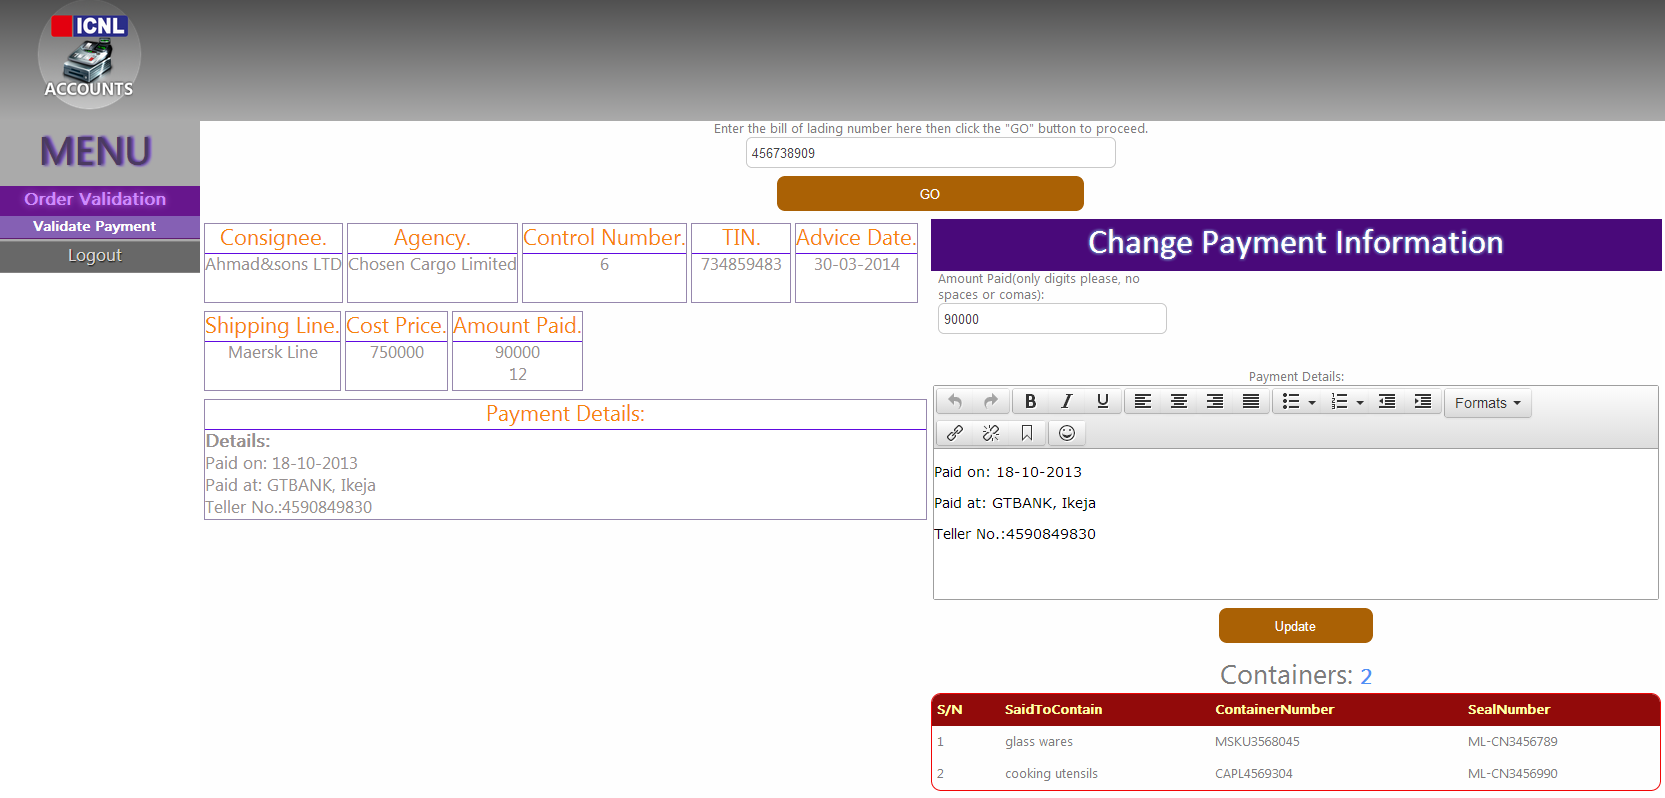 ICNL
ACCOUNTS
MENU
Order Validation
Validate Payment
Logout
Enter the bill of lading number here then click the "GO" button to proceed.
456738909
GO
Consignee. Agency. Control Number. TIN. Advice Date.
Ahmad&sons LTD Chosen Cargo Limited 6 734859483 30-03-2014
Shipping Line. Cost Price. Amount Paid.
Maersk Line 750000 90000
12
Payment Details:
Details:
Paid on: 18-10-2013
Paid at: GTBANK, Ikeja
Teller No.:4590849830
Change Payment Information
Amount Paid(only digits please, no
spaces or comas):
90000
Payment Details:
B I U Formats
Paid on: 18-10-2013
Paid at: GTBANK, Ikeja
Teller No.:4590849830
Update
Containers: 2
S/N SaidToContain ContainerNumber SealNumber
1 glass wares MSKU3568045 ML-CN3456789
2 cooking utensils CAPL4569304 ML-CN3456990